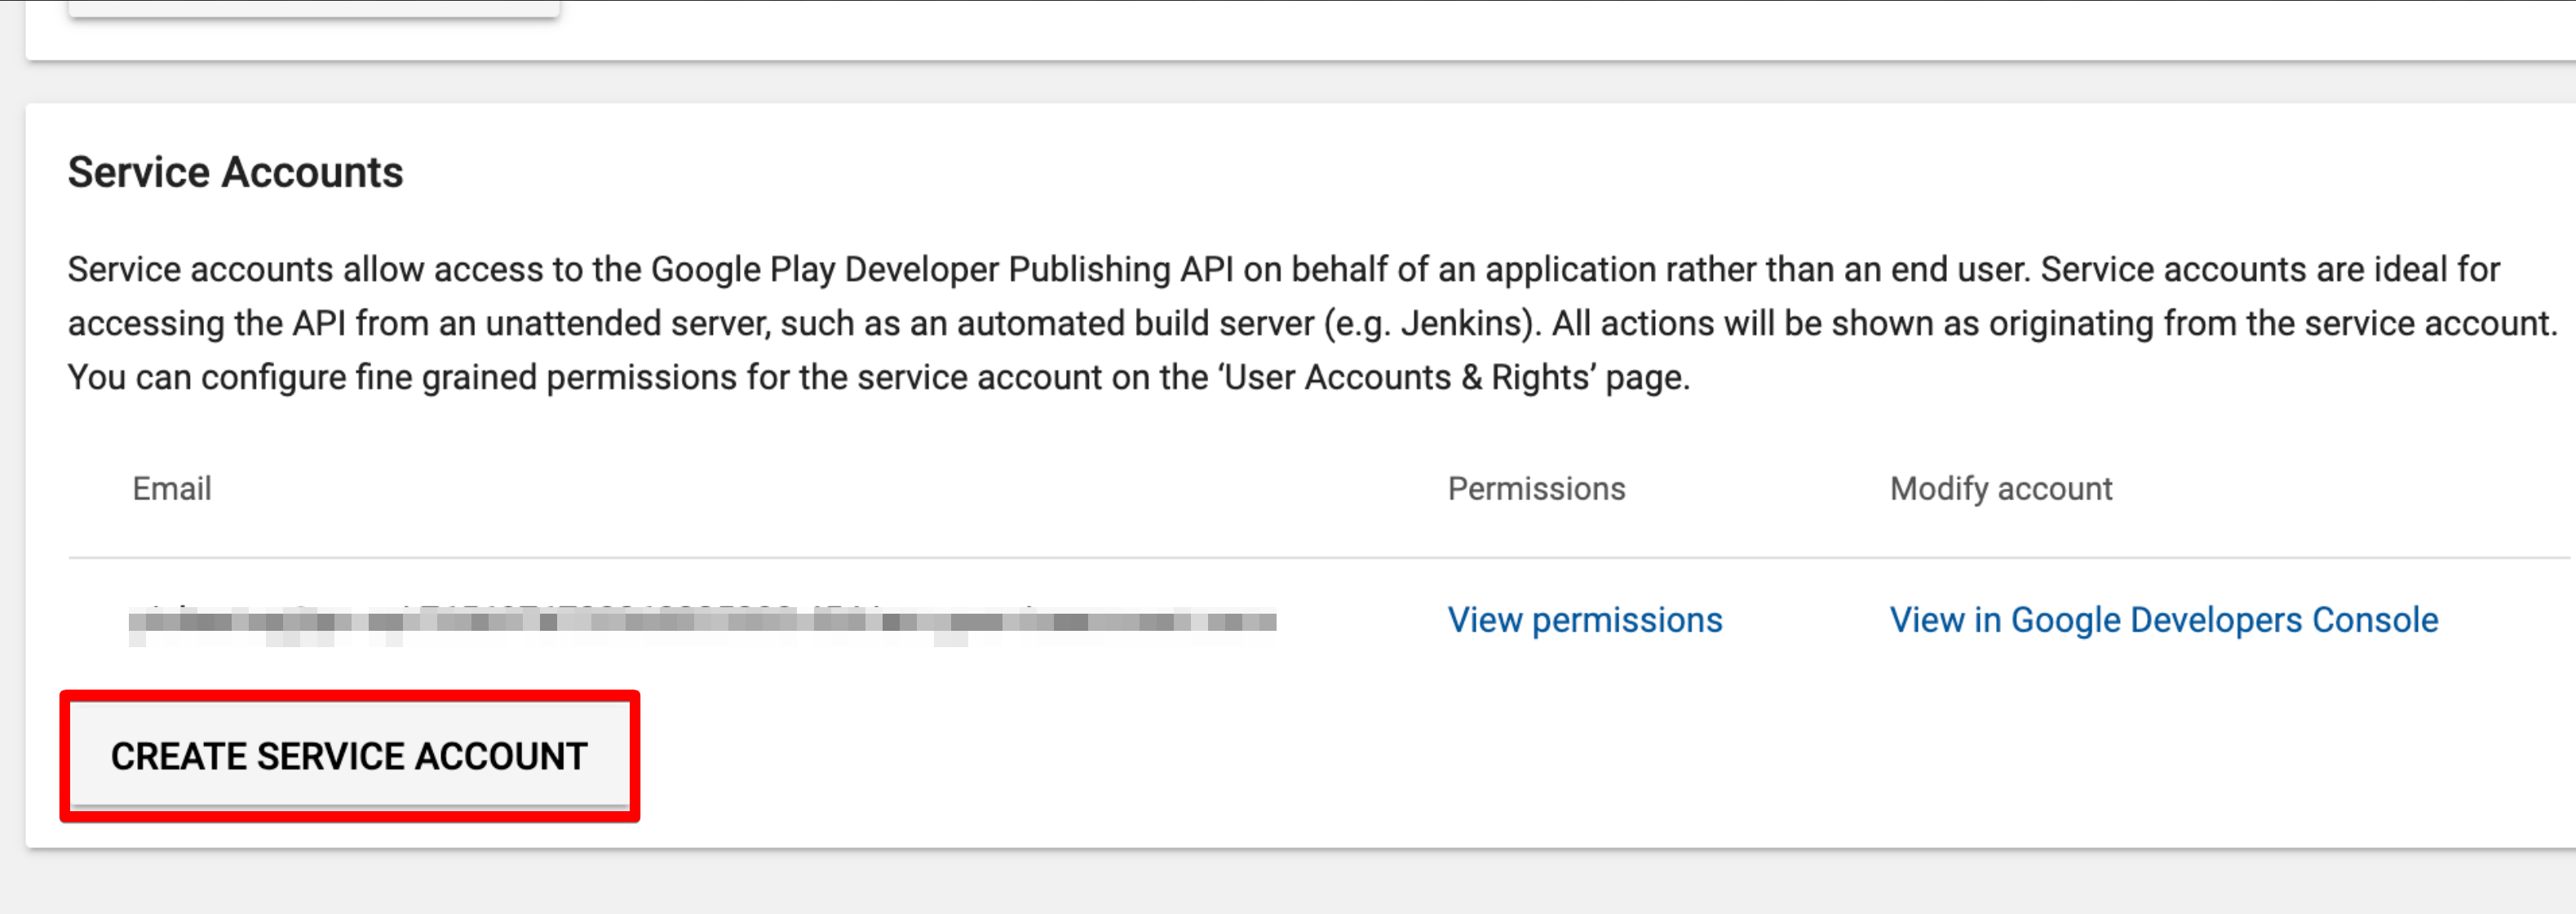 Service Accounts
Service accounts allow access to the Google Play Developer Publishing API on behalf of an application rather than an end user. Service accounts are ideal for
accessing the API from an unattended server, such as an automated build server (e.g. Jenkins). All actions will be shown as originating from the service account.
You can configure fine grained permissions for the service account on the ‘User Accounts & Rights’ page.
Email Permissions Modify account
View permissions View in Google Developers Console
CREATE SERVICE ACCOUNT